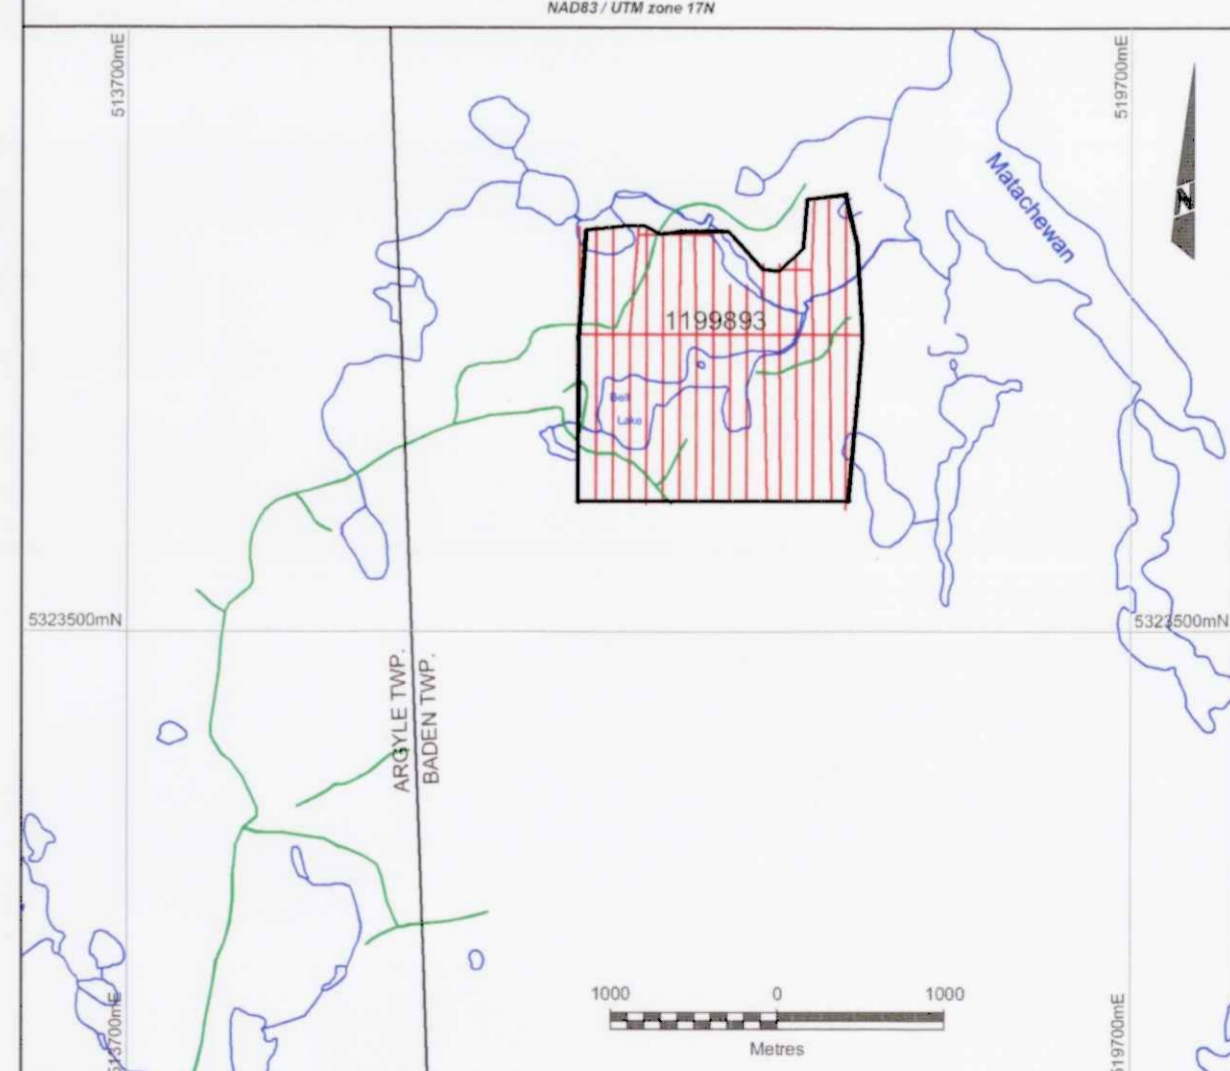 NAD83 / UTM zone 17N
513700mE
519700mE
Matachewan
N
1199893
Bell
Lake
5323500mN
5323500mN
ARGYLE TWP.
BADEN TWP.
1000 0 1000
Metres
513700mE
519700mE